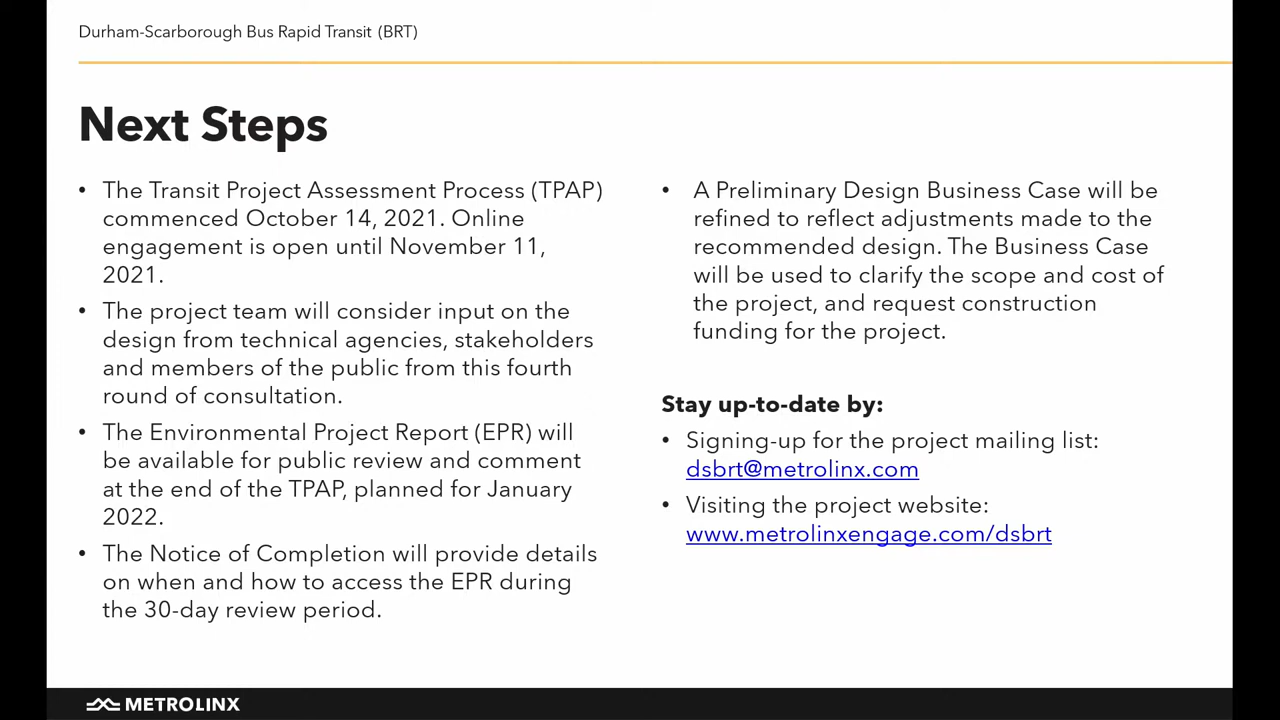 Durham-Scarborough Bus Rapid Transit (BRT)
Next Steps
• The Transit Project Assessment Process (TPAP)
commenced October 14, 2021. Online
engagement is open until November 11,
2021.
• The project team will consider input on the
design from technical agencies, stakeholders
and members of the public from this fourth
round of consultation.
• The Environmental Project Report (EPR) will
be available for public review and comment
at the end of the TPAP, planned for January
2022.
• The Notice of Completion will provide details
on when and how to access the EPR during
the 30-day review period.
• A Preliminary Design Business Case will be
refined to reflect adjustments made to the
recommended design. The Business Case
will be used to clarify the scope and cost of
the project, and request construction
funding for the project.
Stay up-to-date by:
• Signing-up for the project mailing list:
dsbrt@metrolinx.com
• Visiting the project website:
www.metrolinxengage.com/dsbrt
METROLINX